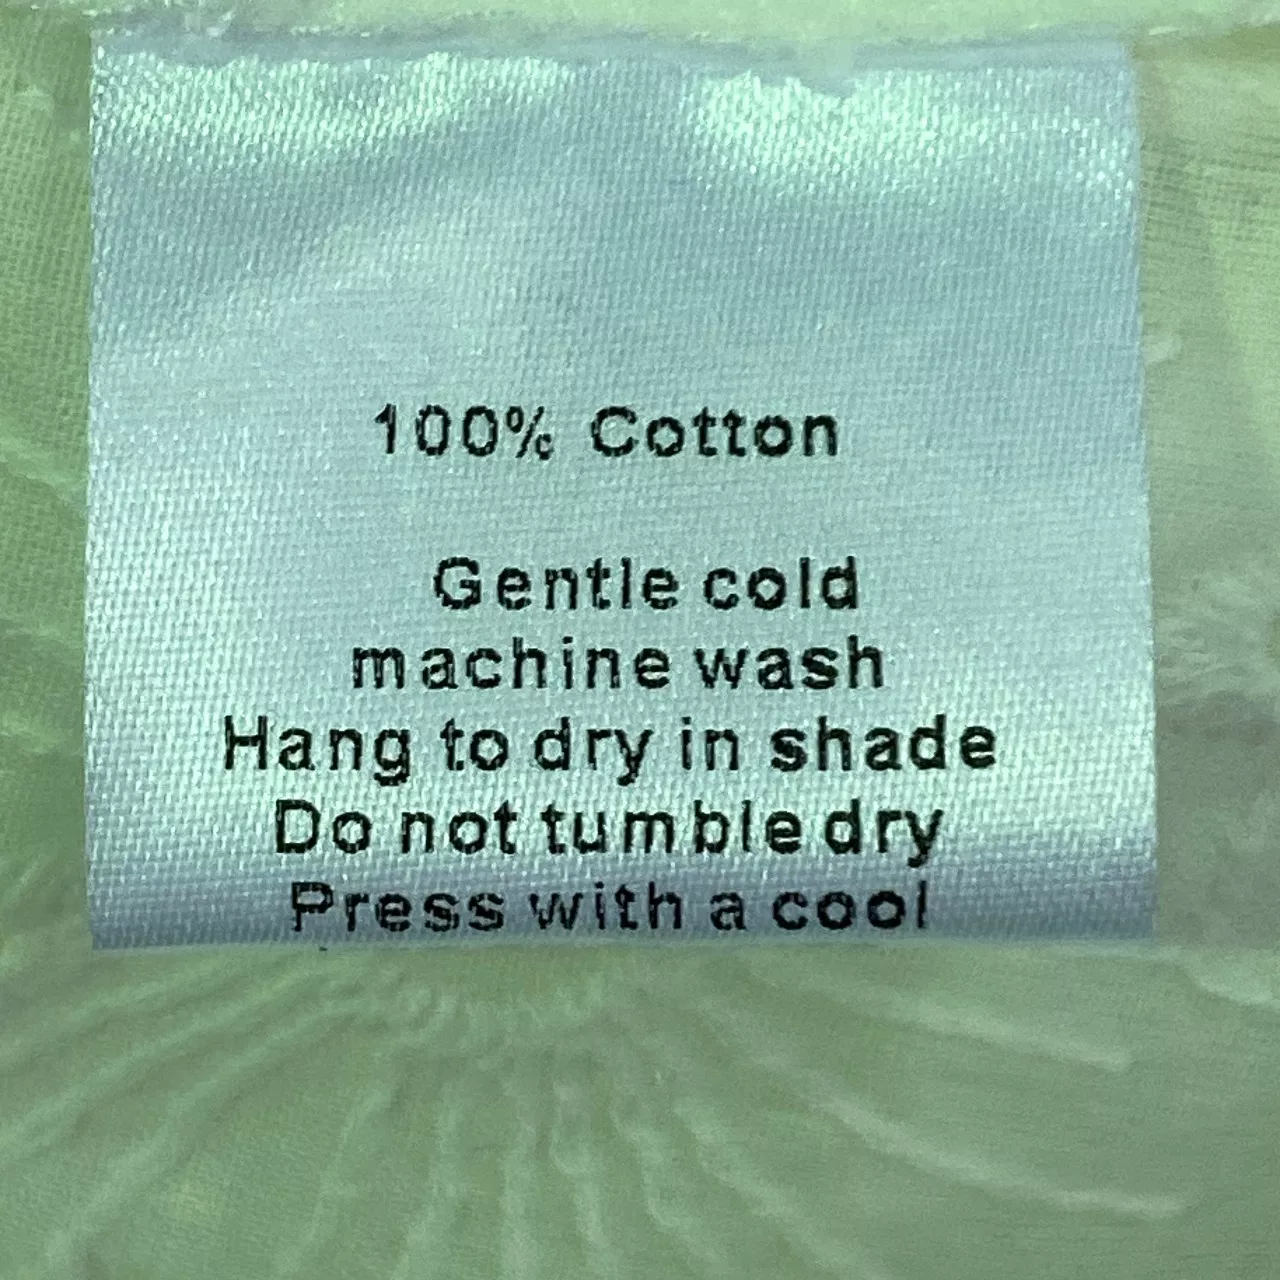 100% Cotton
Gentle cold
machine wash
Hang to dry in shade
Do not tumble dry
Press with a cool